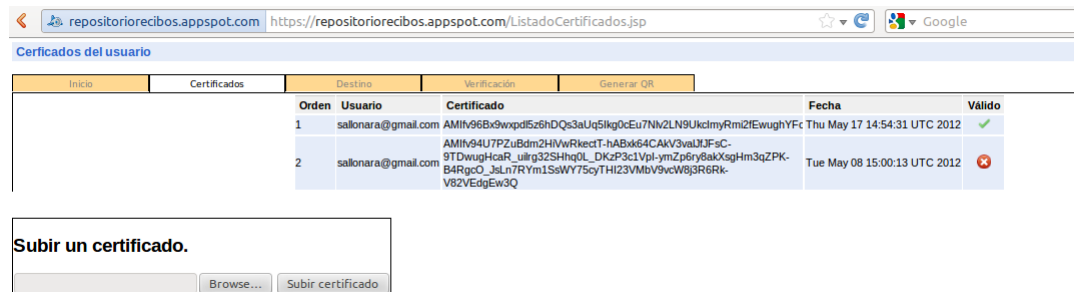 repositoriorecibos.appspot.com https://repositoriorecibos.appspot.com/ListadoCertificados.jsp Google
Cerficados del usuario
Inicio Certificados Destino Verificación Generar QR
Orden Usuario Certificado Fecha Válido
1 sallonara@gmail.com AMIfv96Bx9wxpdl5z6hDQs3aUq5Ikg0cEu7NIv2LN9UkcImyRmi2fEwughYFc Thu May 17 14:54:31 UTC 2012
AMIfv94U7PZuBdm2HiVwRkectT-hABxk64CAkV3valJfJFsC-
2 sallonara@gmail.com 9TDwugHcaR_uilrg32SHhq0L_DKzP3c1VpI-ymZp6ry8akXsgHm3qZPK- Tue May 08 15:00:13 UTC 2012
B4RgcO_JsLn7RYm1SsWY75cyTHI23VMbV9vcW8j3R6Rk-
V82VEdgEw3Q
Subir un certificado.
Browse... Subir certificado